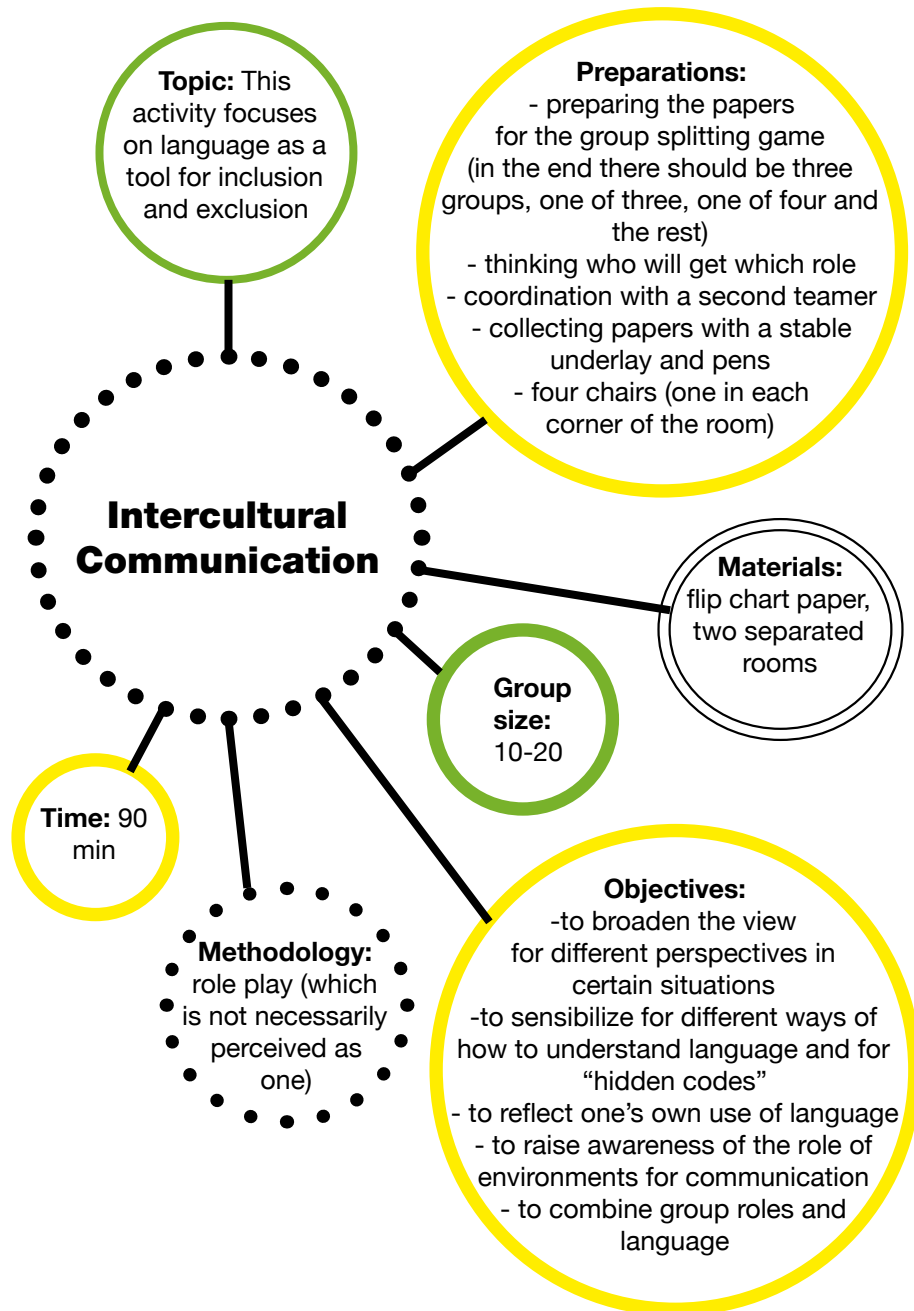 Topic: This
activity focuses
on language as a
tool for inclusion
and exclusion
Preparations:
- preparing the papers
for the group splitting game
(in the end there should be three
groups, one of three, one of four and
the rest)
- thinking who will get which role
- coordination with a second teamer
- collecting papers with a stable
underlay and pens
- four chairs (one in each
corner of the room)
Intercultural
Communication
Materials:
flip chart paper,
two separated
rooms
Group
size:
10-20
Time: 90
min
Methodology:
role play (which
is not necessarily
perceived as
one)
Objectives:
-to broaden the view
for different perspectives in
certain situations
-to sensibilize for different ways of
how to understand language and for
“hidden codes”
- to reflect one’s own use of language
- to raise awareness of the role of
environments for communication
- to combine group roles and
language